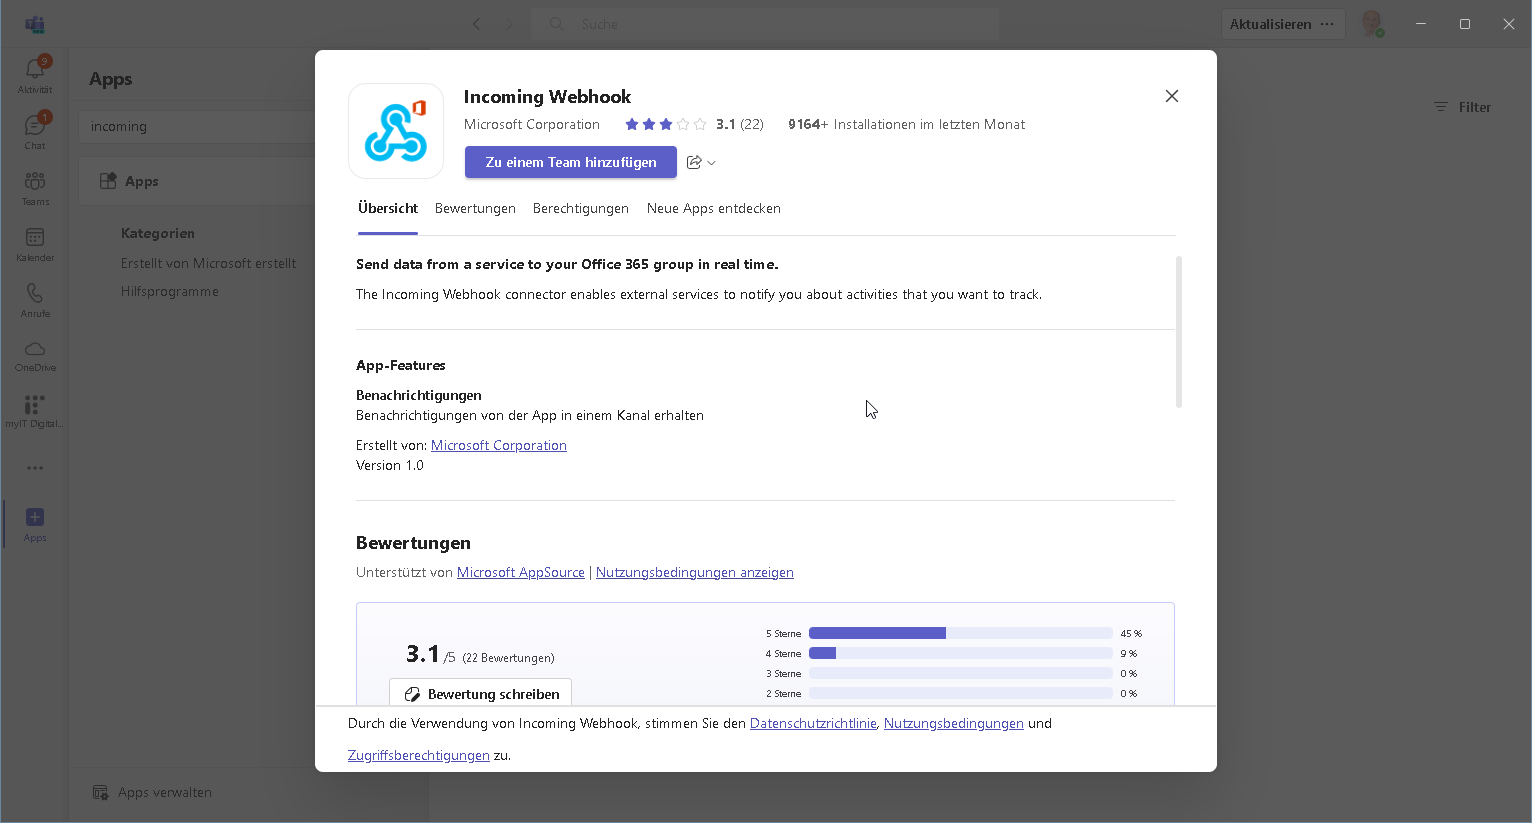 Suche
Aktualisieren ...
9
Aktivität
1
Chat
Teams
Kalender
Anrufe
OneDrive
myIT Digital...
Apps
Apps
incoming
Apps
Kategorien
Erstellt von Microsoft erstellt
Hilfsprogramme
Apps verwalten
Filter
Incoming Webhook
Microsoft Corporation 3.1 (22) 9164+ Installationen im letzten Monat
Zu einem Team hinzufügen
Übersicht Bewertungen Berechtigungen Neue Apps entdecken
Send data from a service to your Office 365 group in real time.
The Incoming Webhook connector enables external services to notify you about activities that you want to track.
App-Features
Benachrichtigungen
Benachrichtigungen von der App in einem Kanal erhalten
Erstellt von: Microsoft Corporation
Version 1.0
Bewertungen
Unterstützt von Microsoft AppSource | Nutzungsbedingungen anzeigen
3.1 /5 (22 Bewertungen)
Bewertung schreiben
5 Sterne 45 %
4 Sterne 9 %
3 Sterne 0 %
2 Sterne 0 %
Durch die Verwendung von Incoming Webhook, stimmen Sie den Datenschutzrichtlinie, Nutzungsbedingungen und
Zugriffsberechtigungen zu.